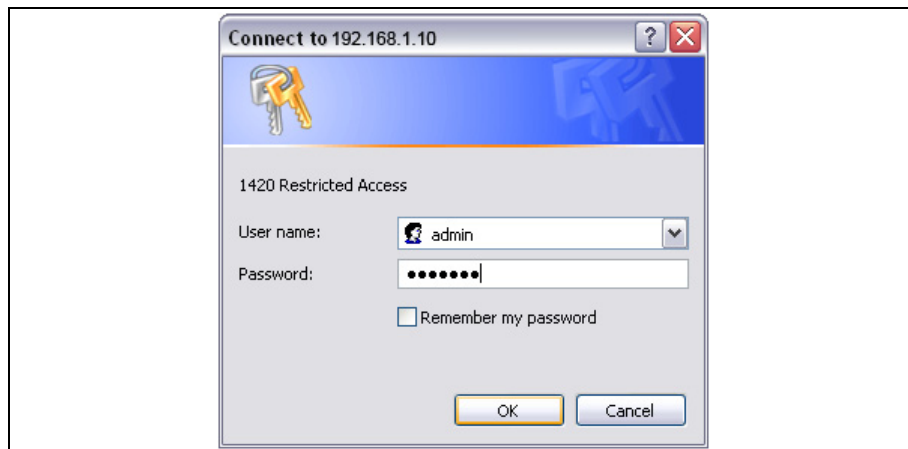 Connect to 192.168.1.10
?
1420 Restricted Access
User name:
admin
Password:
•••••••
Remember my password
OK
Cancel